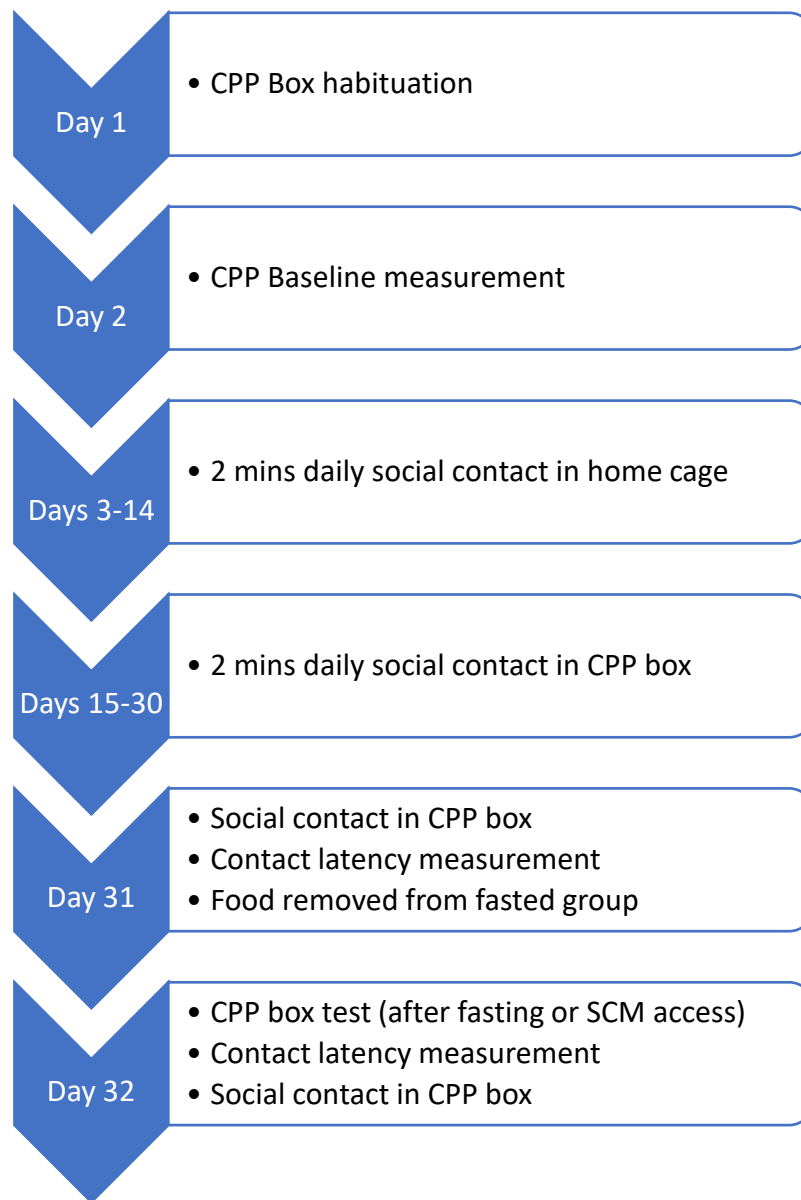 Day 1
• CPP Box habituation
Day 2
• CPP Baseline measurement
Days 3-14
• 2 mins daily social contact in home cage
Days 15-30
• 2 mins daily social contact in CPP box
Day 31
• Social contact in CPP box
• Contact latency measurement
• Food removed from fasted group
Day 32
• CPP box test (after fasting or SCM access)
• Contact latency measurement
• Social contact in CPP box